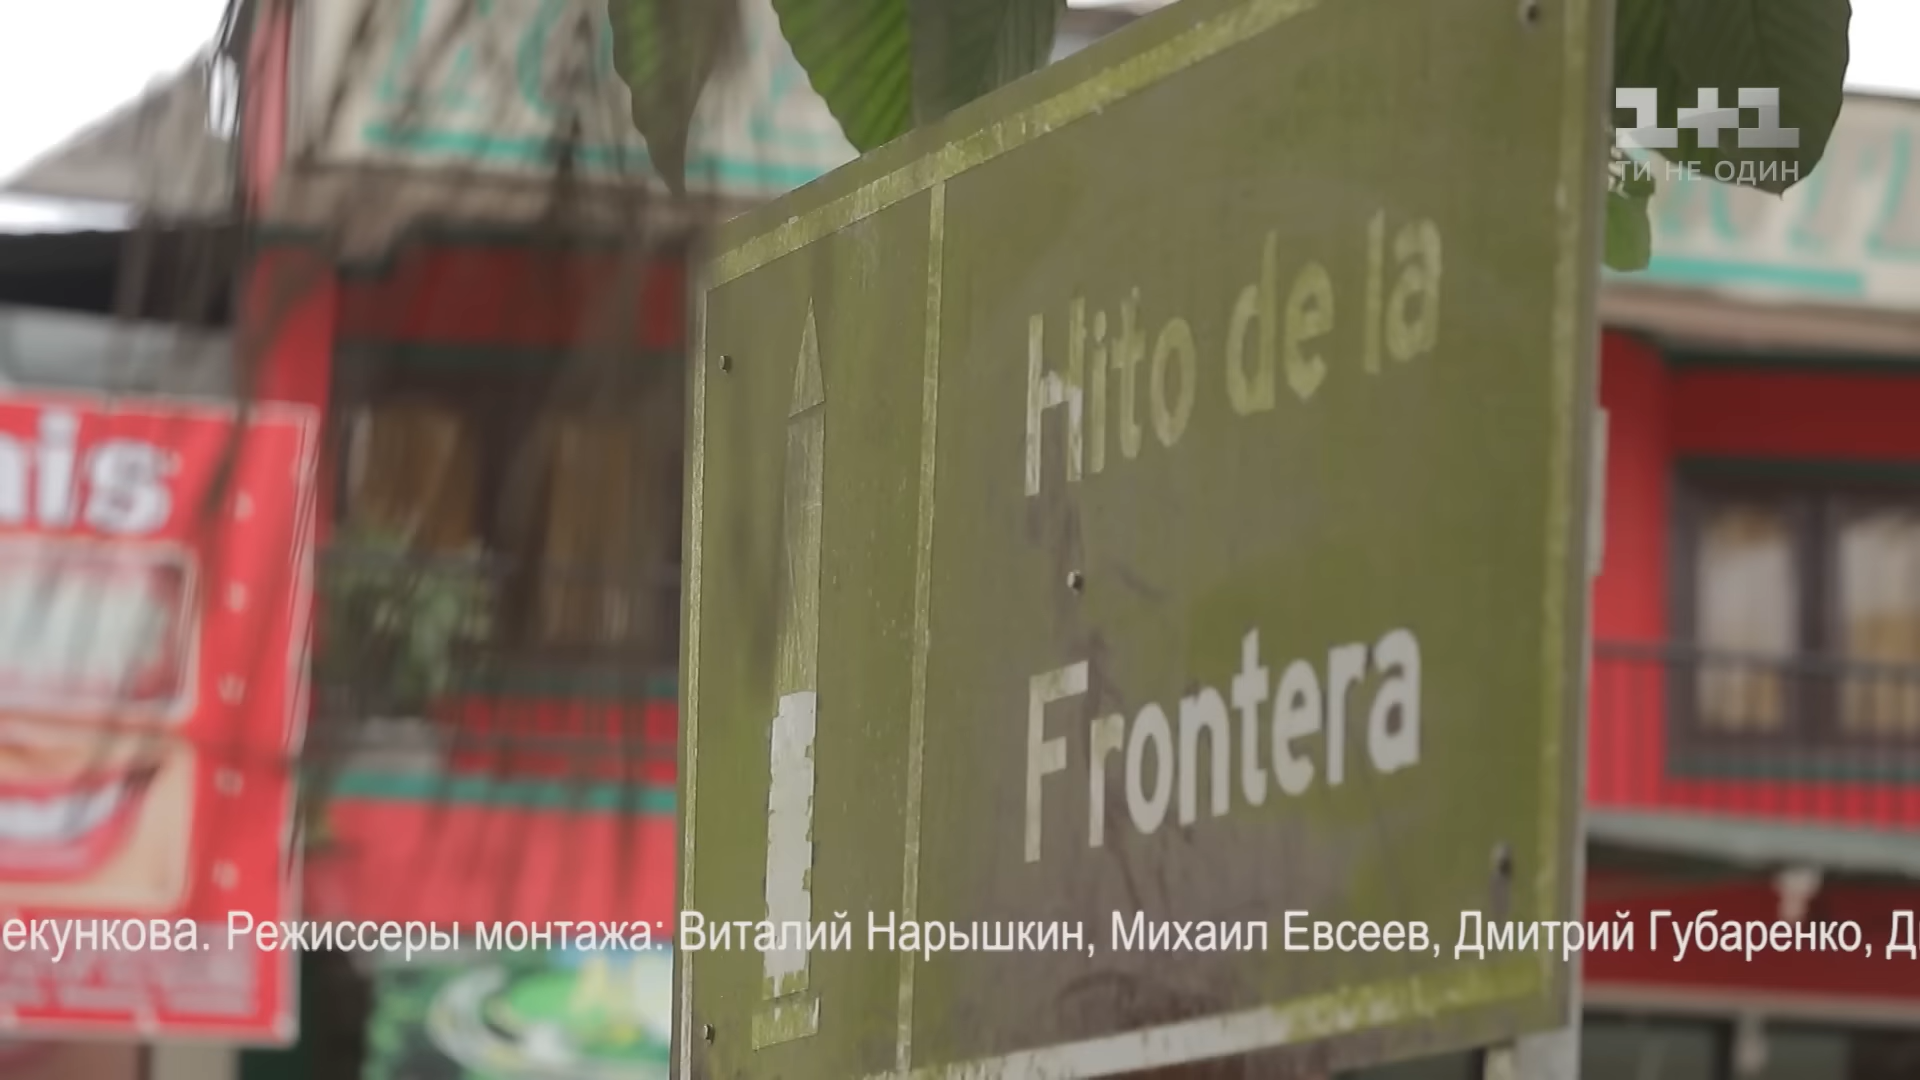 1+1
ТИ НЕ ОДИН
Hito de la
Frontera
екункова. Режиссеры монтажа: Виталий Нарышкин, Михаил Евсеев, Дмитрий Губаренко, Д